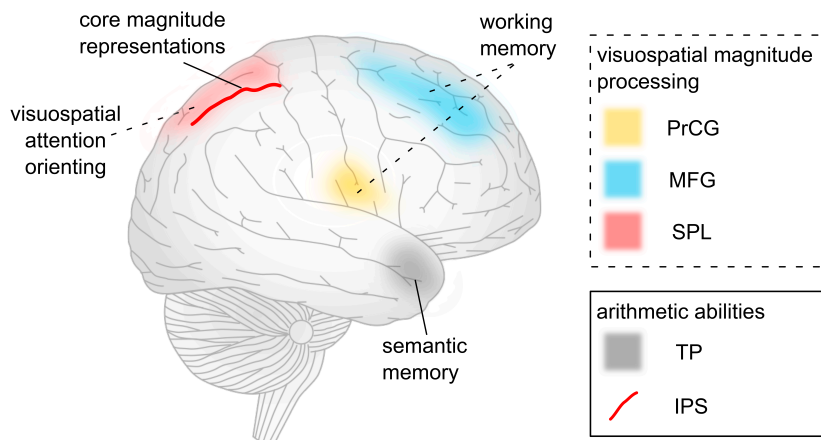 core magnitude
representations
working
memory
visuospatial
attention
orienting
semantic
memory
visuospatial magnitude
processing
PrCG
MFG
SPL
arithmetic abilities
TP
IPS